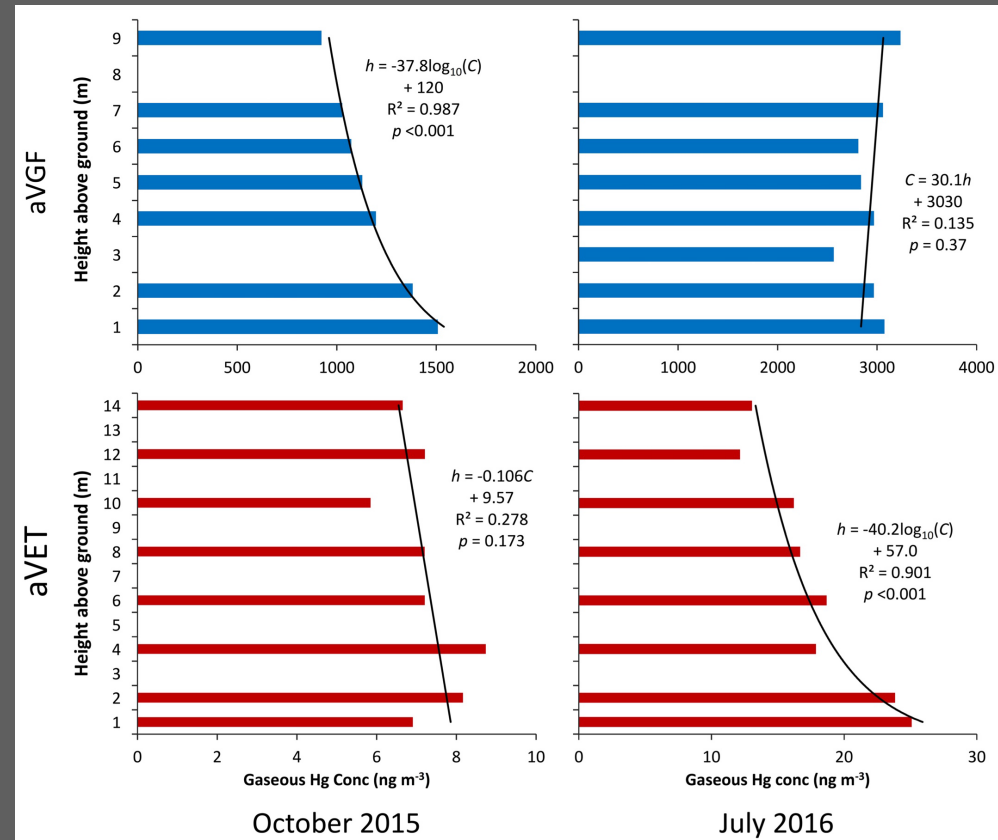 aVGF
Height above ground (m)
9
8
7
6
5
4
3
2
1
h = -37.8log₁₀(C)
+ 120
R² = 0.987
p <0.001
0 500 1000 1500 2000
C = 30.1h
+ 3030
R² = 0.135
p = 0.37
0 1000 2000 3000 4000
aVET
Height above ground (m)
14
13
12
11
10
9
8
7
6
5
4
3
2
1
h = -0.106C
+ 9.57
R² = 0.278
p = 0.173
0 2 4 6 8 10
Gaseous Hg Conc (ng m⁻³)
October 2015
h = -40.2log₁₀(C)
+ 57.0
R² = 0.901
p <0.001
0 10 20 30
Gaseous Hg conc (ng m⁻³)
July 2016